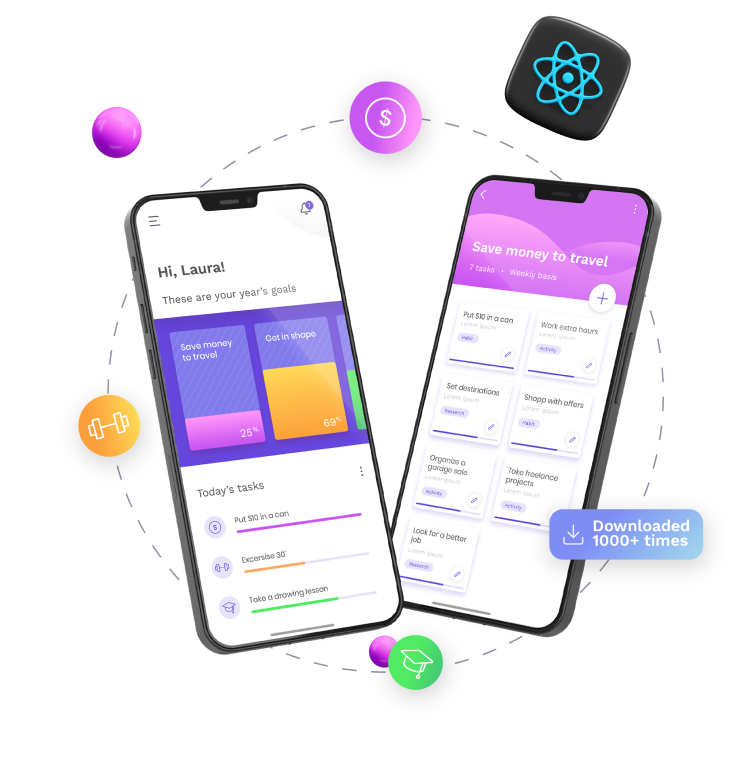 $
1
Hi, Laura!
These are your year's goals
Save money
to travel
25%
Get in shape
69%
Today's tasks
$
Put $10 in a can
Excersise 30'
Take a drawing lesson
Save money to travel
7 tasks • Weekly basis
+
Put $10 in a can
Lorem ipsum
Habit
Work extra hours
Lorem ipsum
Activity
Set destinations
Lorem ipsum
Research
Shopp with offers
Lorem ipsum
Habit
Organize a
garage sale
Lorem ipsum
Activity
Take freelance
projects
Lorem ipsum
Activity
Look for a better
job
Lorem ipsum
Research
Downloaded
1000+ times